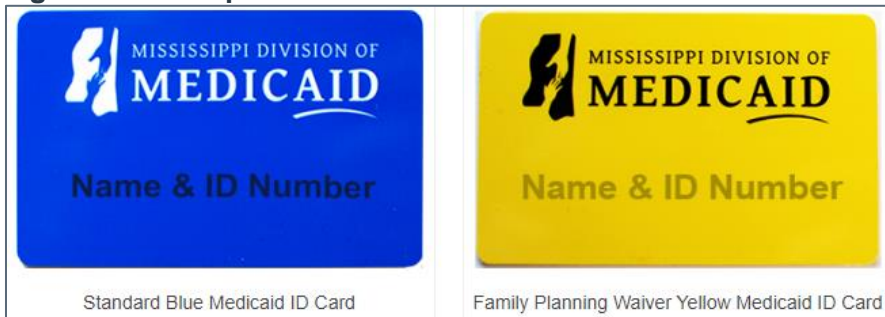 MISSISSIPPI DIVISION OF
MEDICAID
Name & ID Number
Standard Blue Medicaid ID Card
MISSISSIPPI DIVISION OF
MEDICAID
Name & ID Number
Family Planning Waiver Yellow Medicaid ID Card